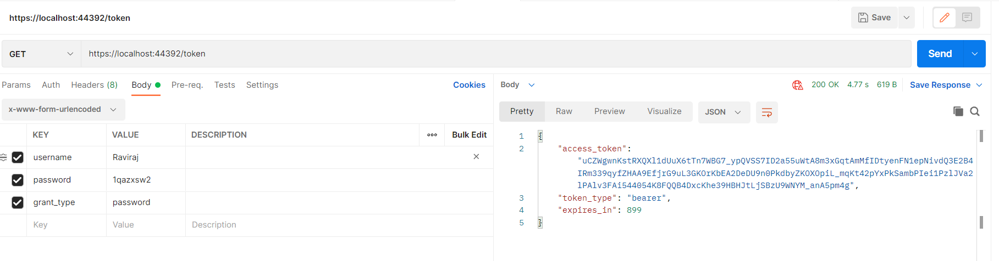 https://localhost:44392/token
Save
GET
https://localhost:44392/token
Send
Params Auth Headers (8) Body Pre-req. Tests Settings Cookies
Body 200 OK 4.77 s 619 B Save Response
x-www-form-urlencoded
Pretty Raw Preview Visualize JSON
KEY VALUE DESCRIPTION ooo Bulk Edit
username Raviraj
password 1qazxsw2
grant_type password
Key Value Description
1 {
2 "access_token":
"uCZWgwnKstRXQXl1dUuX6tTn7WBG7_ypQVSS7ID2a55uWtA8m3xGqtAmMfIDtyenFN1epNivdQ3E2B4
IRm339qyfZHAA9EfjrG9uL3GKOrKbEA2DeDU9n0PkdbyZKOXOpiL_mqKt42pYxPkSambPIei1PzlJVa2
lPAlv3FAi544054K8FQQB4DxcKhe39HBHJtLjSBzU9WNYM_anA5pm4g",
3 "token_type": "bearer",
4 "expires_in": 899
5 }